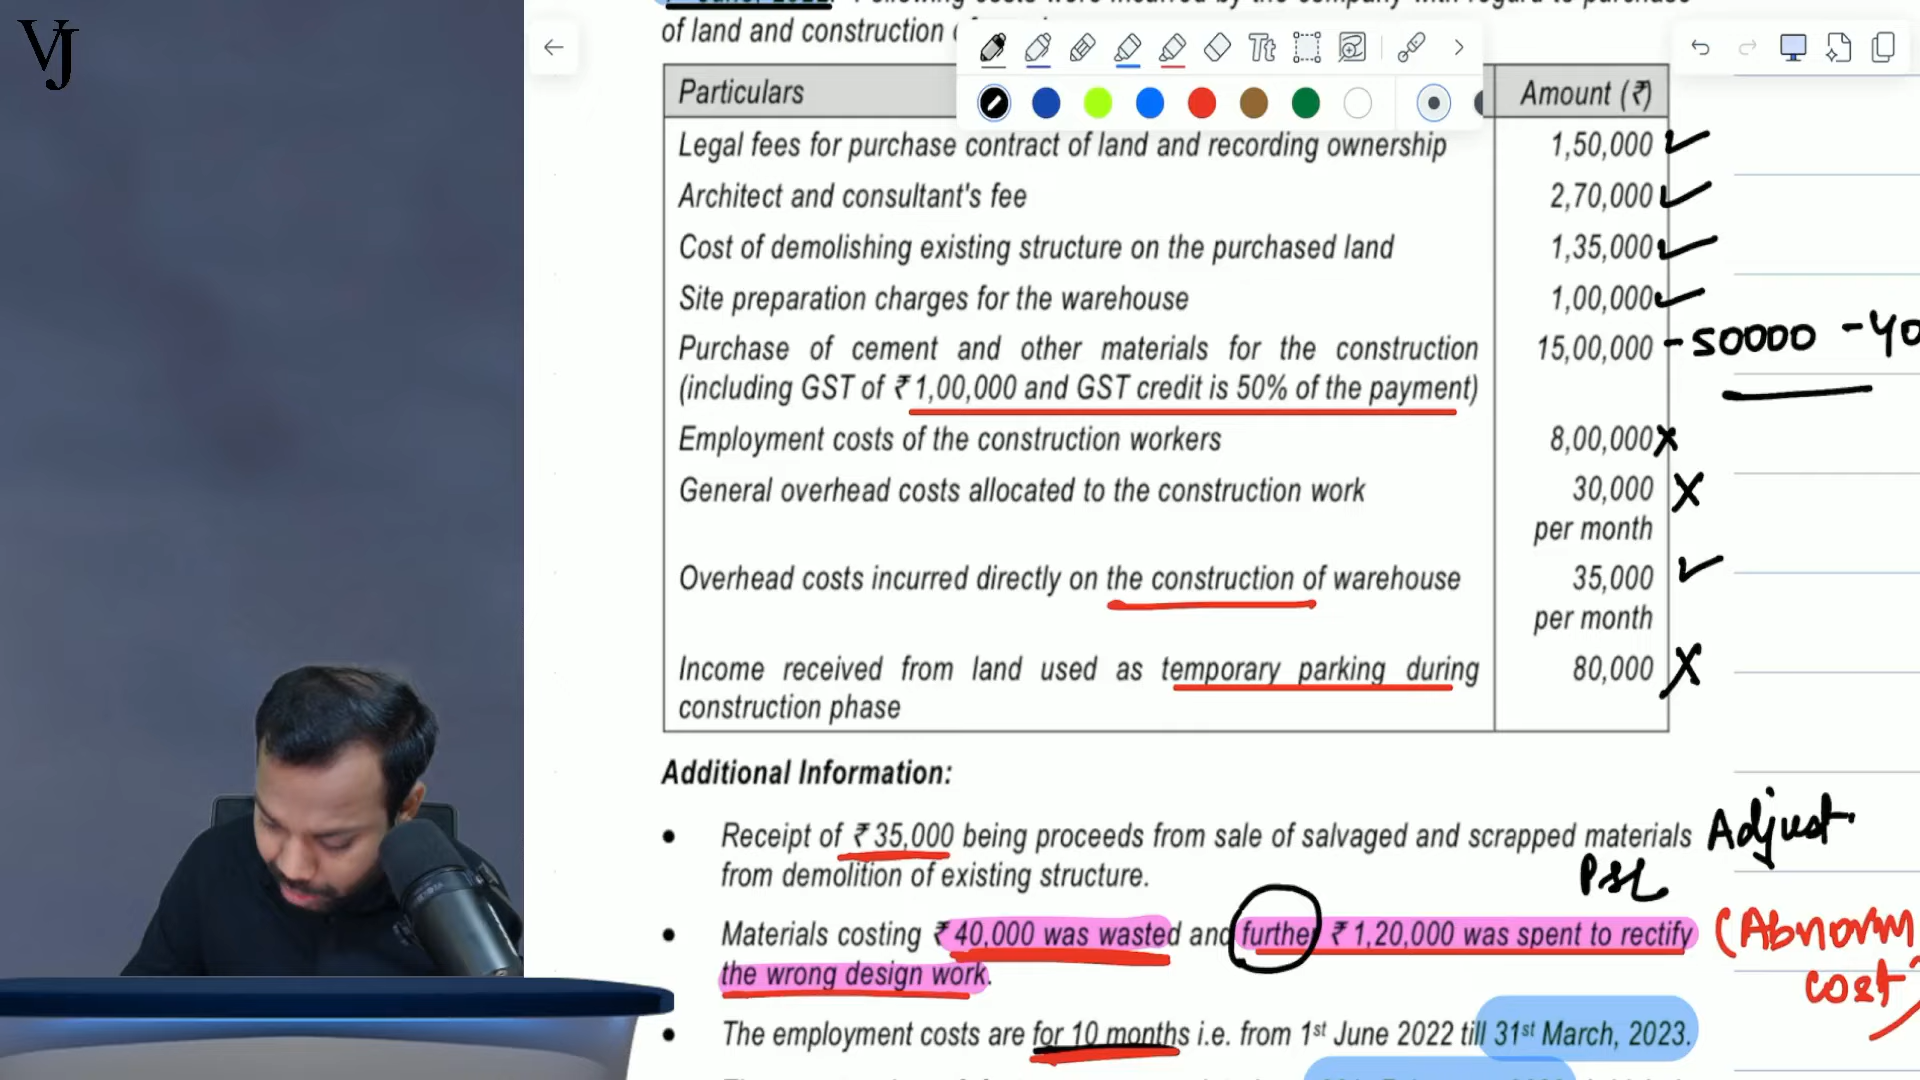 VJ
of land and construction
Particulars Amount (₹)
Legal fees for purchase contract of land and recording ownership 1,50,000
Architect and consultant's fee 2,70,000
Cost of demolishing existing structure on the purchased land 1,35,000
Site preparation charges for the warehouse 1,00,000
Purchase of cement and other materials for the construction 15,00,000 - 50000 - 40
(including GST of ₹ 1,00,000 and GST credit is 50% of the payment)
Employment costs of the construction workers 8,00,000
General overhead costs allocated to the construction work 30,000
per month
Overhead costs incurred directly on the construction of warehouse 35,000
per month
Income received from land used as temporary parking during 80,000
construction phase
Additional Information:
• Receipt of ₹ 35,000 being proceeds from sale of salvaged and scrapped materials Adjust.
from demolition of existing structure. P&L
• Materials costing ₹ 40,000 was wasted and further ₹ 1,20,000 was spent to rectify (Abnorm
the wrong design work. cost)
• The employment costs are for 10 months i.e. from 1st June 2022 till 31st March, 2023.